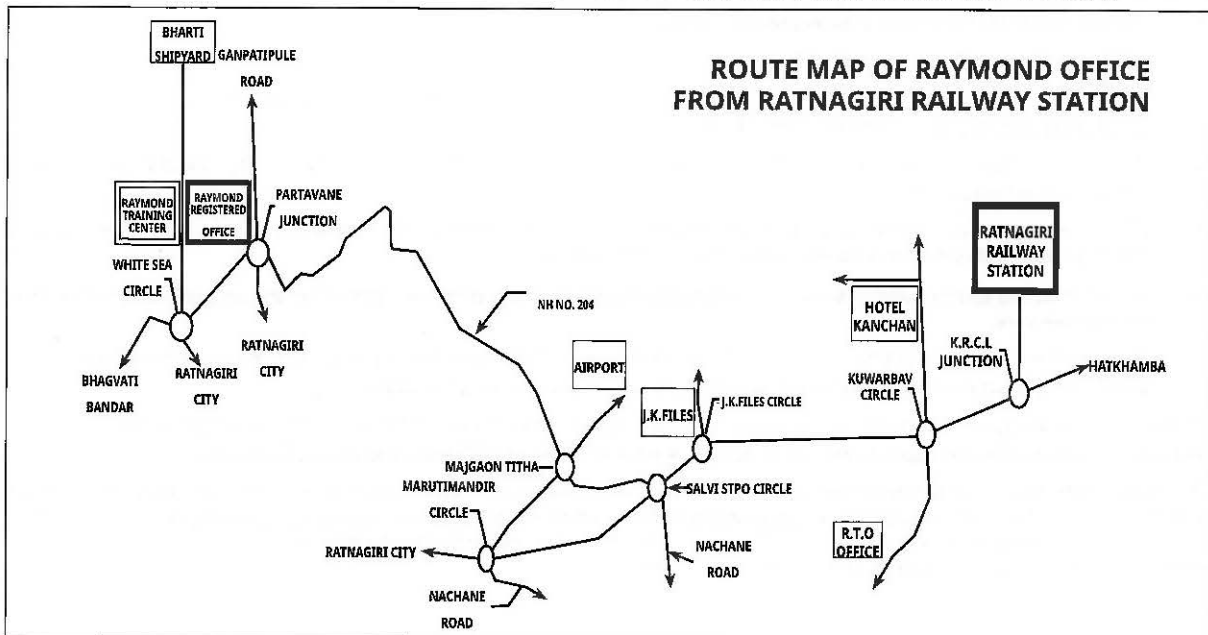 ROUTE MAP OF RAYMOND OFFICE
FROM RATNAGIRI RAILWAY STATION
BHARTI
SHIPYARD
GANPATIPULE
ROAD
RAYMOND
TRAINING
CENTER
RAYMOND
REGISTERED
OFFICE
PARTAVANE
JUNCTION
WHITE SEA
CIRCLE
BHAGVATI
BANDAR
RATNAGIRI
CITY
RATNAGIRI
CITY
NH NO. 204
AIRPORT
J.K.FILES
J.K.FILES CIRCLE
HOTEL
KANCHAN
KUWARBAV
CIRCLE
RATNAGIRI
RAILWAY
STATION
K.R.C.L
JUNCTION
HATKHAMBA
MAJGAON TITHA
MARUTIMANDIR
CIRCLE
SALVI STPO CIRCLE
RATNAGIRI CITY
NACHANE
ROAD
NACHANE
ROAD
R.T.O
OFFICE